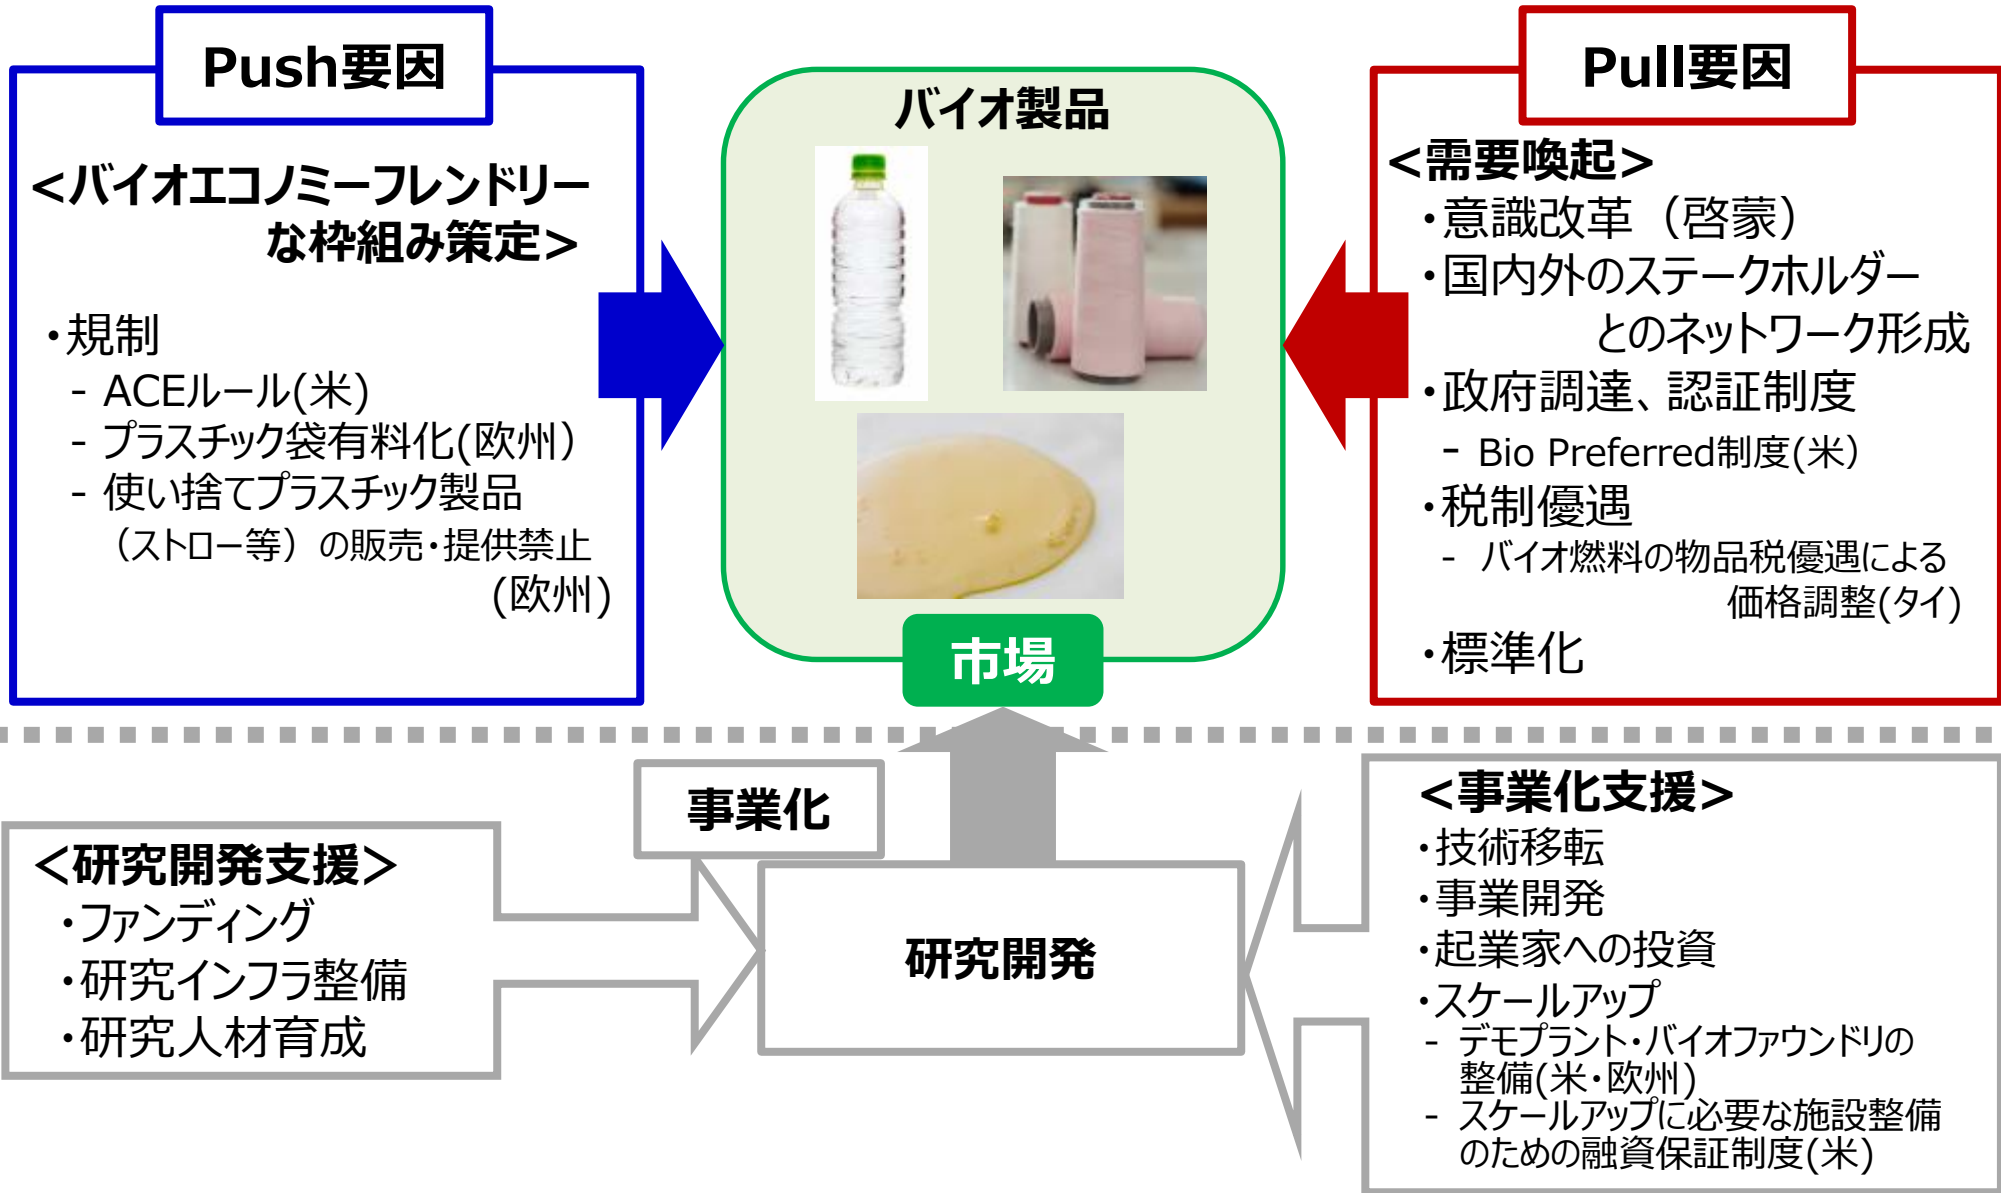 Push要因
<バイオエコノミーフレンドリー
な枠組み策定>
・規制
- ACEルール(米)
- プラスチック袋有料化(欧州）
- 使い捨てプラスチック製品
（ストロー等）の販売・提供禁止
(欧州)
バイオ製品
市場
Pull要因
<需要喚起>
・意識改革（啓蒙）
・国内外のステークホルダー
とのネットワーク形成
・政府調達、認証制度
- Bio Preferred制度(米）
・税制優遇
- バイオ燃料の物品税優遇による
価格調整(タイ)
・標準化
事業化
<研究開発支援>
・ファンディング
・研究インフラ整備
・研究人材育成
研究開発
<事業化支援>
・技術移転
・事業開発
・起業家への投資
・スケールアップ
- デモプラント・バイオファウンドリの
整備(米・欧州)
- スケールアップに必要な施設整備
のための融資保証制度(米)